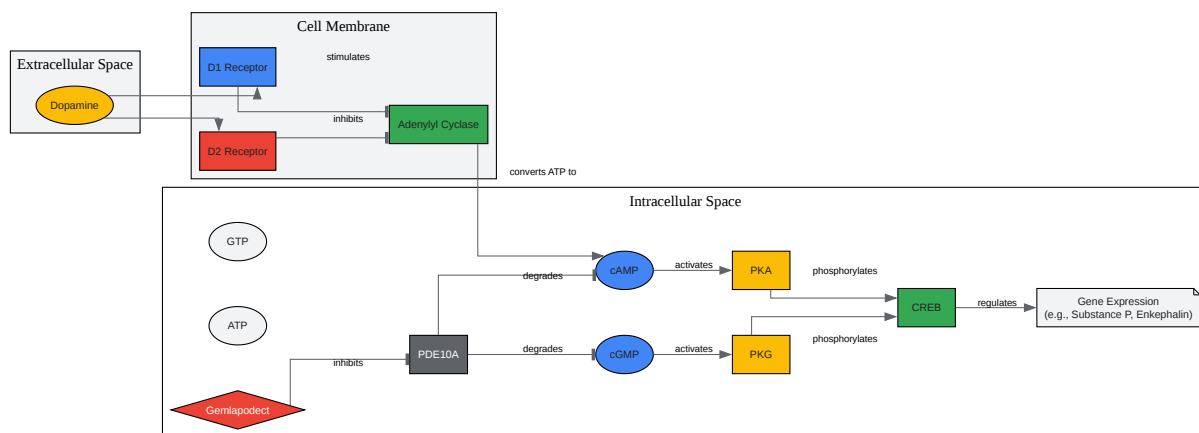 Cell Membrane
Extracellular Space
D1 Receptor
stimulates
Dopamine
inhibits
Adenylyl Cyclase
D2 Receptor
converts ATP to
Intracellular Space
GTP
cAMP
degrades
activates
PKA
phosphorylates
CREB
regulates
Gene Expression
(e.g., Substance P, Enkephalin)
ATP
inhibits
PDE10A
degrades
cGMP
activates
PKG
phosphorylates
Gemlapodect